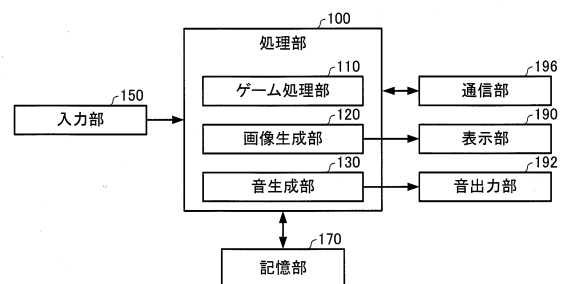 100
処理部
110
ゲーム処理部
196
通信部
150
入力部
120
画像生成部
190
表示部
130
音生成部
192
音出力部
170
記憶部